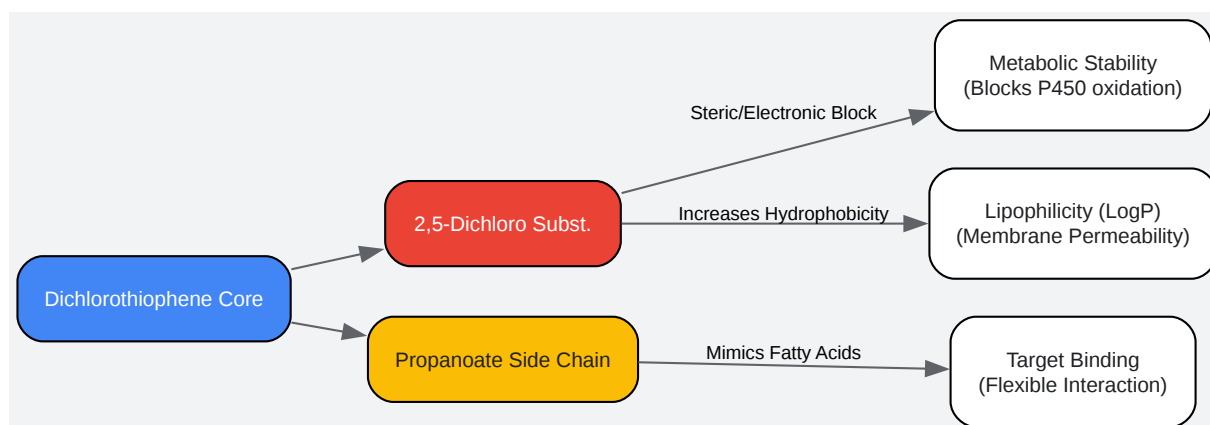 Dichlorothiophene Core
2,5-Dichloro Subst.
Propanoate Side Chain
Steric/Electronic Block
Increases Hydrophobicity
Mimics Fatty Acids
Metabolic Stability
(Blocks P450 oxidation)
Lipophilicity (LogP)
(Membrane Permeability)
Target Binding
(Flexible Interaction)